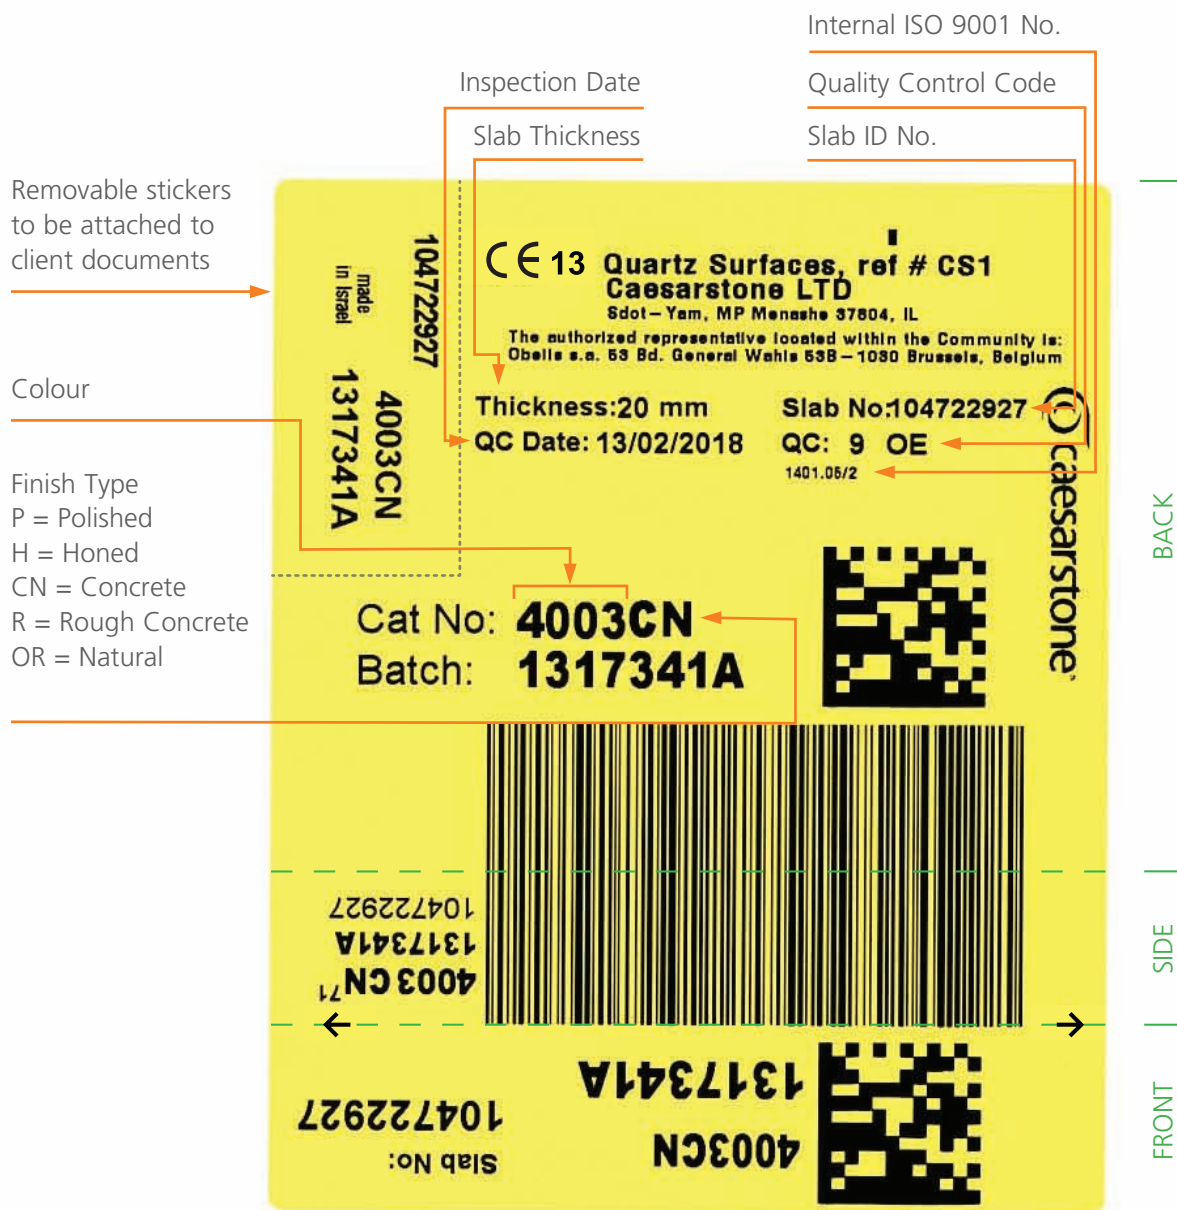 Internal ISO 9001 No.
Inspection Date
Quality Control Code
Slab Thickness
Slab ID No.
Removable stickers
to be attached to
client documents
Colour
Finish Type
P = Polished
H = Honed
CN = Concrete
R = Rough Concrete
OR = Natural
made
in Israel
104722927
4003CN
1317341A
CE 13
Quartz Surfaces, ref # CS1
Caesarstone LTD
Sdot-Yam, MP Menashe 37804, IL
The authorized representative located within the Community is:
Obelis s.a. 53 Bd. General Wahis 53B-1030 Brussels, Belgium
Thickness:20 mm
Slab No:104722927
QC Date: 13/02/2018
QC: 9 OE
1401.05/2
caesarstone
Cat No: 4003CN
Batch: 1317341A
104722927
1317341A
4003 CN 71
1317341A
104722927
4003CN
Slab No:
BACK
SIDE
FRONT